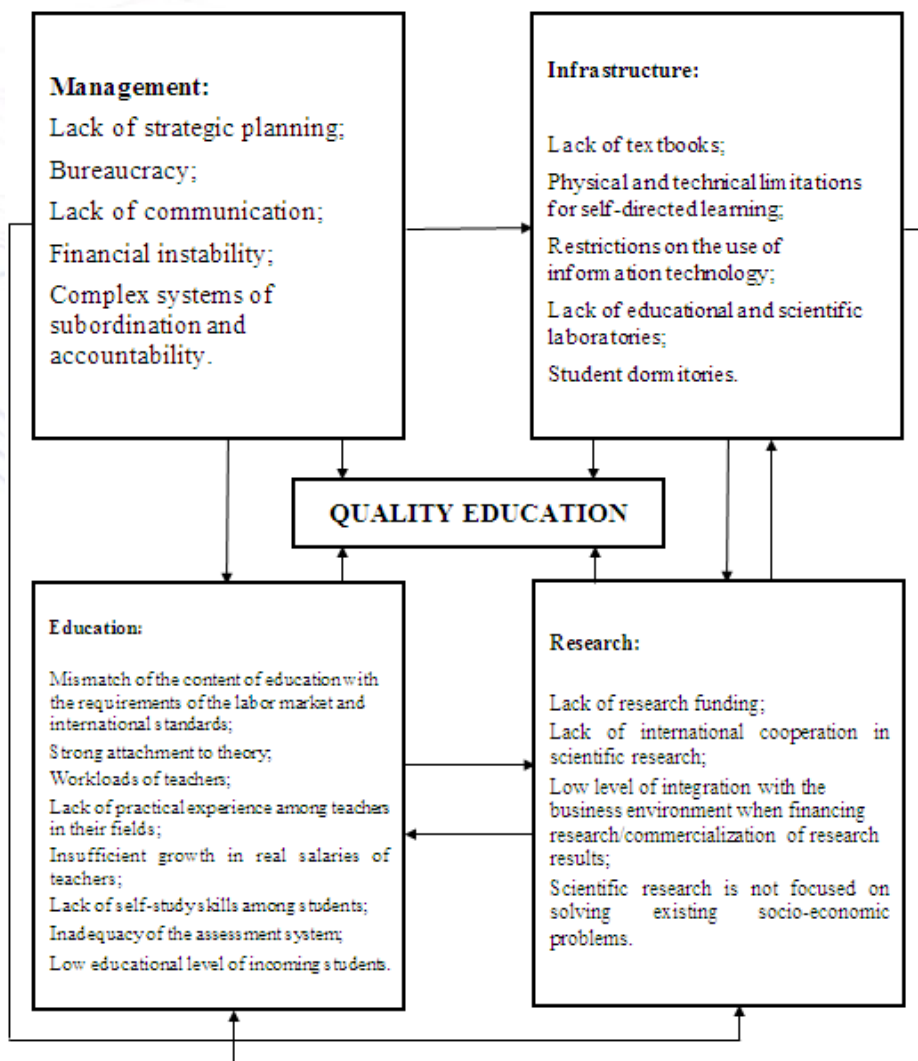 Management:
Lack of strategic planning;
Bureaucracy;
Lack of communication;
Financial instability;
Complex systems of
subordination and
accountability.
Infrastructure:
Lack of textbooks;
Physical and technical limitations
for self-directed learning;
Restrictions on the use of
information technology;
Lack of educational and scientific
laboratories;
Student dormitories.
QUALITY EDUCATION
Education:
Mismatch of the content of education with
the requirements of the labor market and
international standards;
Strong attachment to theory;
Workloads of teachers;
Lack of practical experience among teachers
in their fields;
Insufficient growth in real salaries of
teachers;
Lack of self-study skills among students;
Inadequacy of the assessment system;
Low educational level of incoming students.
Research:
Lack of research funding;
Lack of international cooperation in
scientific research;
Low level of integration with the
business environment when financing
research/commercialization of research
results;
Scientific research is not focused on
solving existing socio-economic
problems.